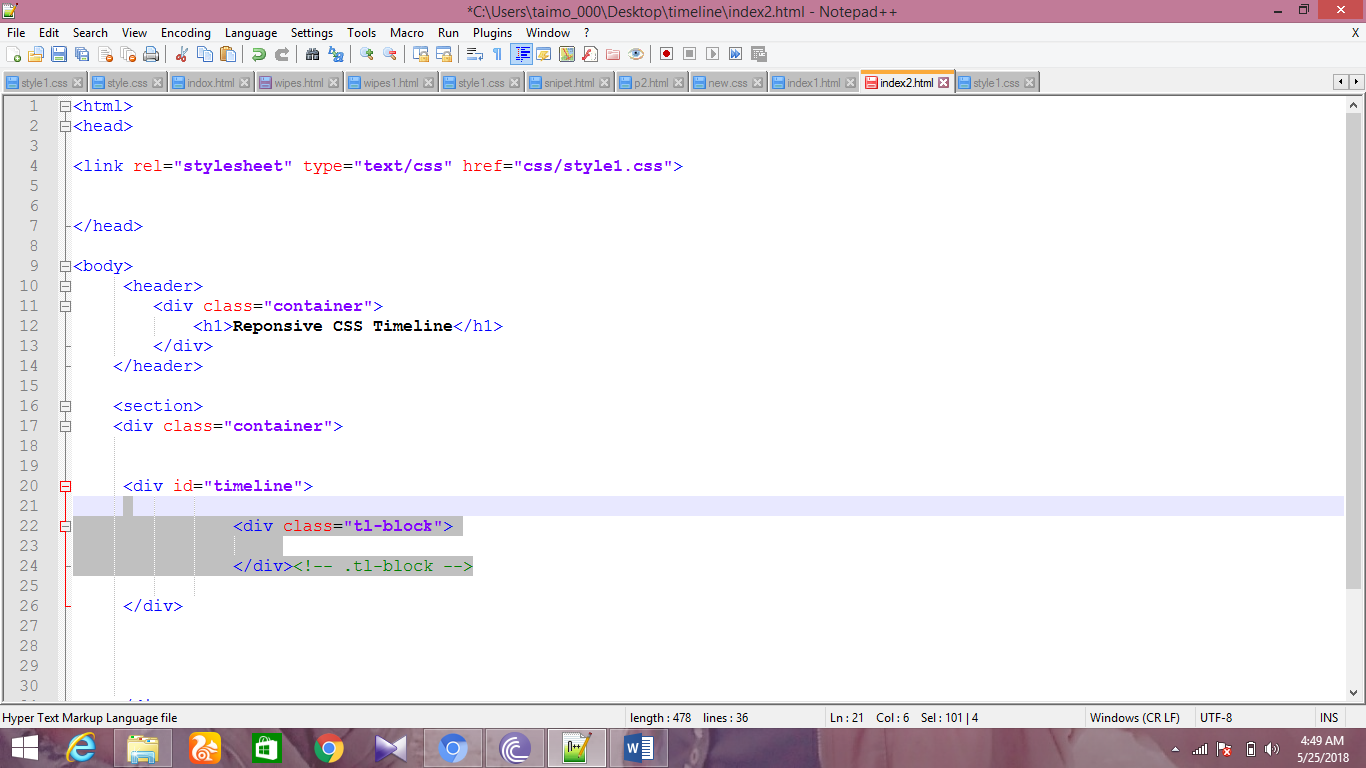 *C:\Users\taimo_000\Desktop\timeline\index2.html - Notepad++
File Edit Search View Encoding Language Settings Tools Macro Run Plugins Window ? X
style1.css style.css indox.html wipes.html wipes1.html style1.css snipet.html p2.html new.css index1.html index2.html style1.css
1 <html>
2 <head>
3
4 <link rel="stylesheet" type="text/css" href="css/style1.css">
5
6
7 </head>
8
9 <body>
10 <header>
11 <div class="container">
12 <h1>Reponsive CSS Timeline</h1>
13 </div>
14 </header>
15
16 <section>
17 <div class="container">
18
19
20 <div id="timeline">
21
22 <div class="tl-block">
23
24 </div><!-- .tl-block -->
25
26 </div>
27
28
29
30
Hyper Text Markup Language file length : 478 lines : 36 Ln : 21 Col : 6 Sel : 101 | 4 Windows (CR LF) UTF-8 INS
4:49 AM
5/25/2018